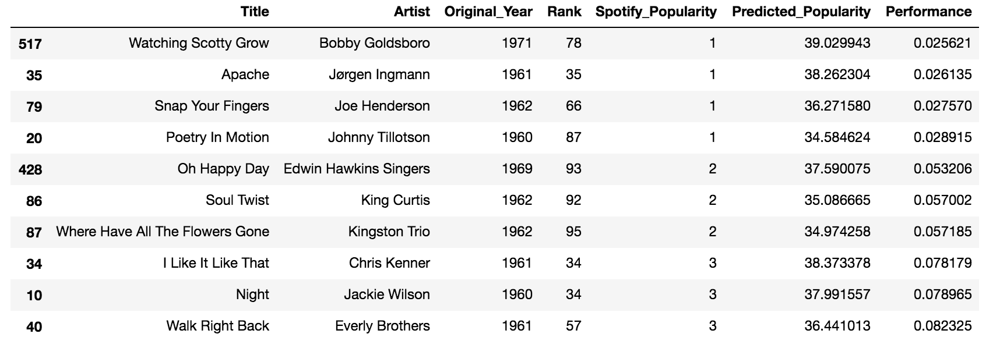 Title Artist Original_Year Rank Spotify_Popularity Predicted_Popularity Performance
517 Watching Scotty Grow Bobby Goldsboro 1971 78 1 39.029943 0.025621
35 Apache Jørgen Ingmann 1961 35 1 38.262304 0.026135
79 Snap Your Fingers Joe Henderson 1962 66 1 36.271580 0.027570
20 Poetry In Motion Johnny Tillotson 1960 87 1 34.584624 0.028915
428 Oh Happy Day Edwin Hawkins Singers 1969 93 2 37.590075 0.053206
86 Soul Twist King Curtis 1962 92 2 35.086665 0.057002
87 Where Have All The Flowers Gone Kingston Trio 1962 95 2 34.974258 0.057185
34 I Like It Like That Chris Kenner 1961 34 3 38.373378 0.078179
10 Night Jackie Wilson 1960 34 3 37.991557 0.078965
40 Walk Right Back Everly Brothers 1961 57 3 36.441013 0.082325